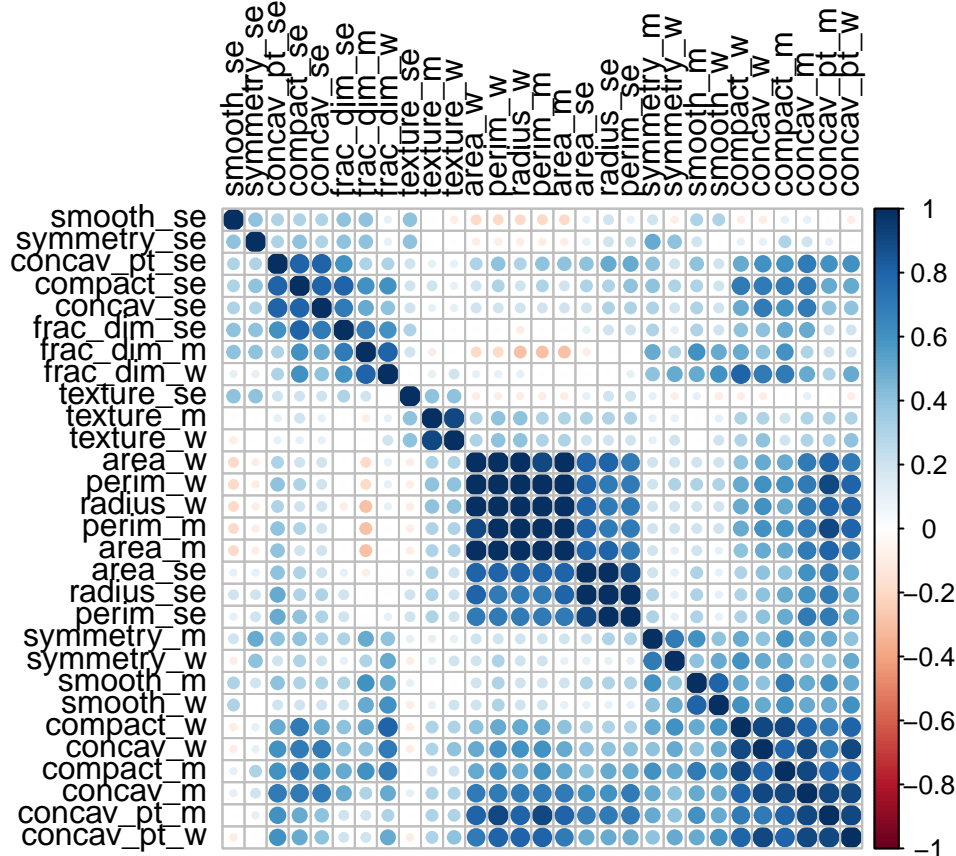 smooth_se
symmetry_se
concav_pt_se
compact_se
concav_se
frac_dim_se
frac_dim_m
frac_dim_w
texture_se
texture_m
texture_w
area_w
perim_w
radius_w
perim_m
area_m
area_se
radius_se
perim_se
symmetry_m
symmetry_w
smooth_m
smooth_w
compact_w
concav_w
compact_m
concav_m
concav_pt_m
concav_pt_w
smooth_se
symmetry_se
concav_pt_se
compact_se
concav_se
frac_dim_se
frac_dim_m
frac_dim_w
texture_se
texture_m
texture_w
area_w
perim_w
radius_w
perim_m
area_m
area_se
radius_se
perim_se
symmetry_m
symmetry_w
smooth_m
smooth_w
compact_w
concav_w
compact_m
concav_m
concav_pt_m
concav_pt_w
1
0.8
0.6
0.4
0.2
0
−0.2
−0.4
−0.6
−0.8
−1